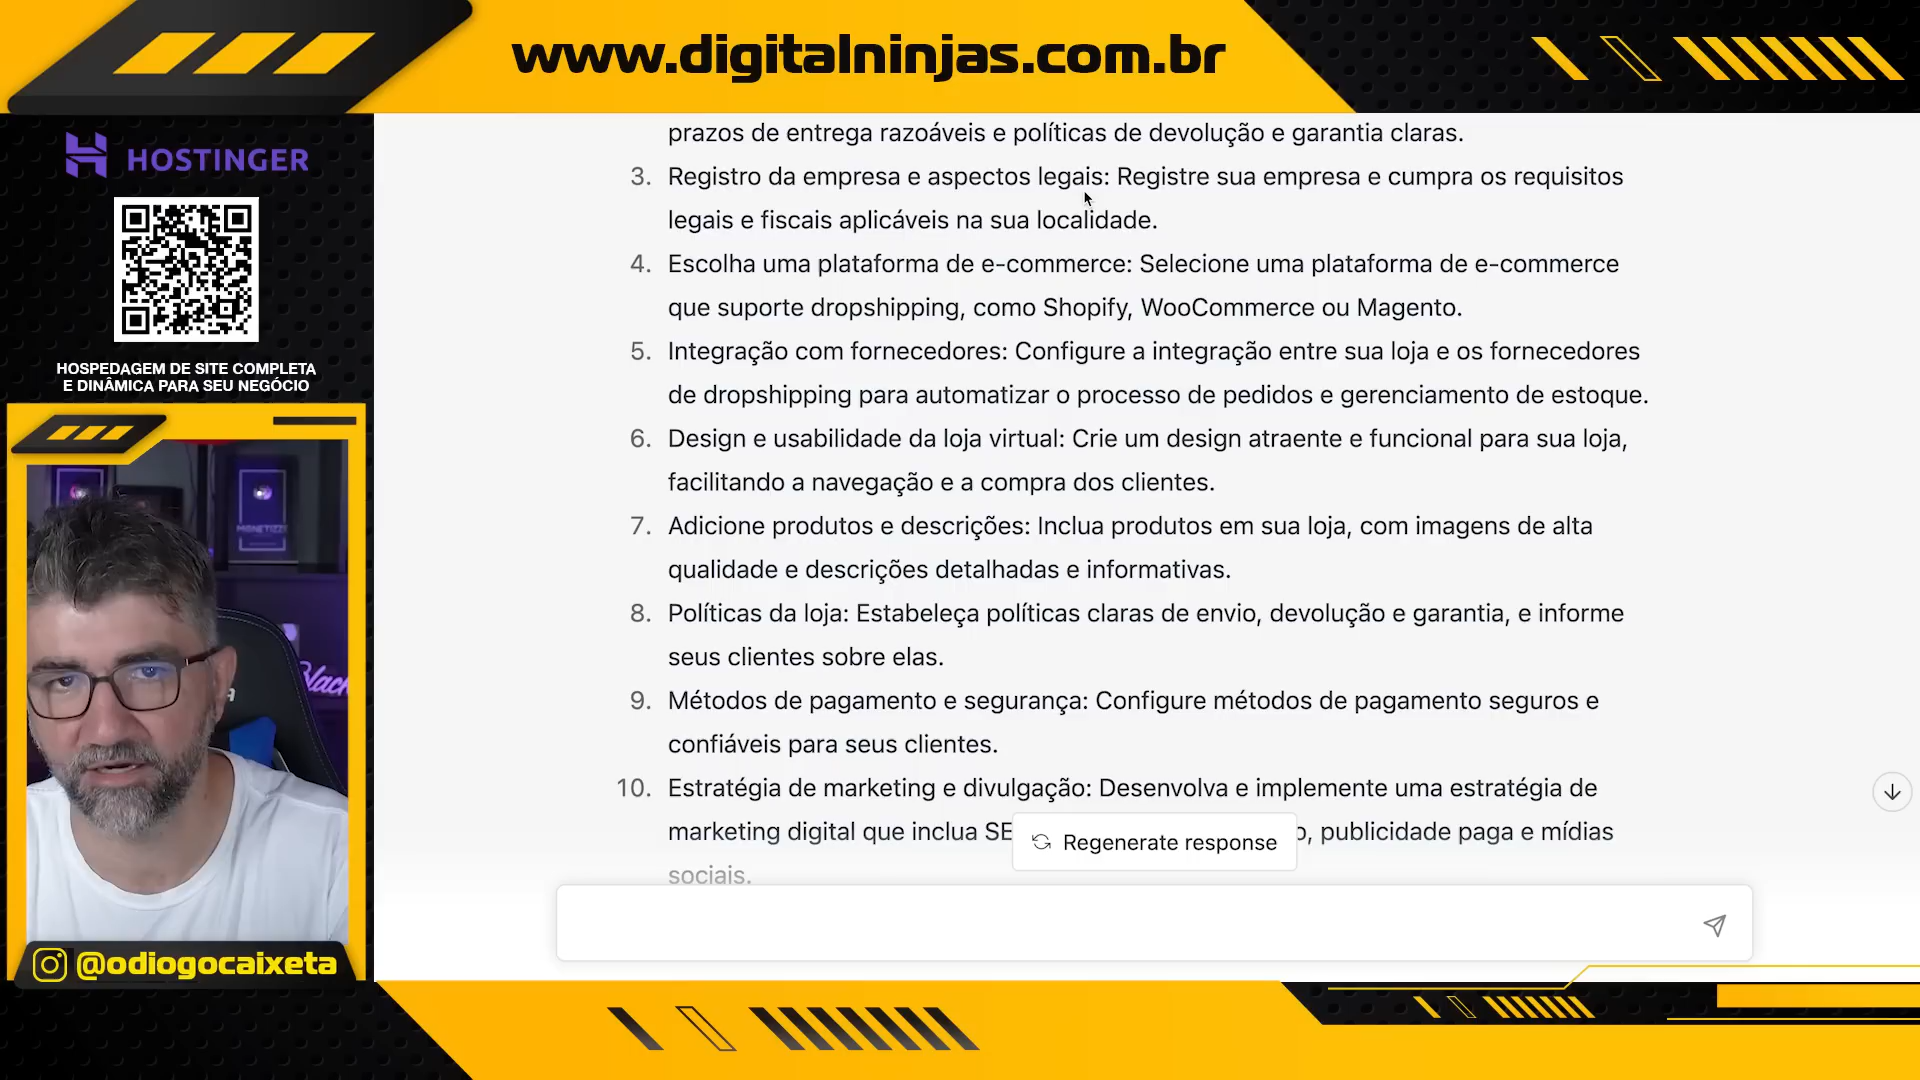 www.digitalninjas.com.br
HOSTINGER
HOSPEDAGEM DE SITE COMPLETA
E DINÂMICA PARA SEU NEGÓCIO
@odiogocaixeta
prazos de entrega razoáveis e políticas de devolução e garantia claras.
3. Registro da empresa e aspectos legais: Registre sua empresa e cumpra os requisitos
legais e fiscais aplicáveis na sua localidade.
4. Escolha uma plataforma de e-commerce: Selecione uma plataforma de e-commerce
que suporte dropshipping, como Shopify, WooCommerce ou Magento.
5. Integração com fornecedores: Configure a integração entre sua loja e os fornecedores
de dropshipping para automatizar o processo de pedidos e gerenciamento de estoque.
6. Design e usabilidade da loja virtual: Crie um design atraente e funcional para sua loja,
facilitando a navegação e a compra dos clientes.
7. Adicione produtos e descrições: Inclua produtos em sua loja, com imagens de alta
qualidade e descrições detalhadas e informativas.
8. Políticas da loja: Estabeleça políticas claras de envio, devolução e garantia, e informe
seus clientes sobre elas.
9. Métodos de pagamento e segurança: Configure métodos de pagamento seguros e
confiáveis para seus clientes.
10. Estratégia de marketing e divulgação: Desenvolva e implemente uma estratégia de
marketing digital que inclua SE o, publicidade paga e mídias
sociais.
Regenerate response